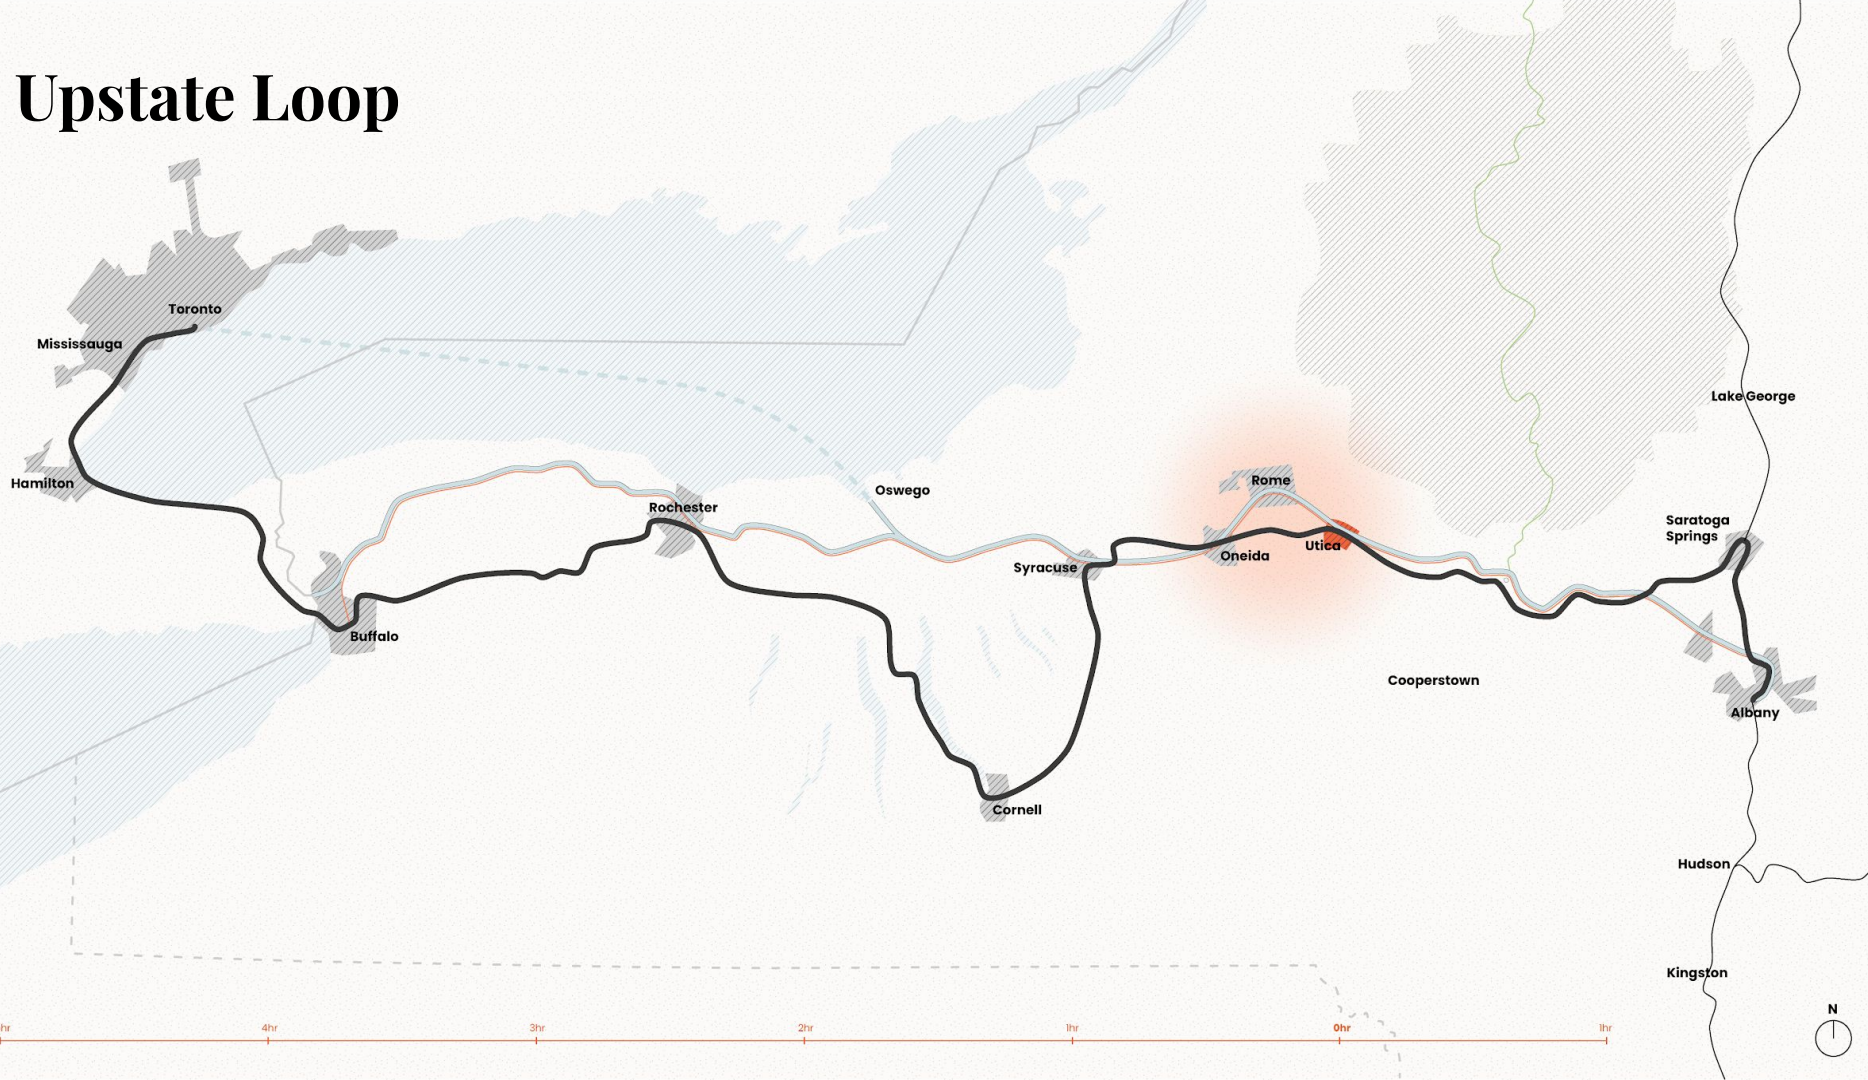 Upstate Loop
Toronto
Mississauga
Lake George
Hamilton
Rome
Oswego
Rochester
Saratoga
Springs
Utica
Oneida
Syracuse
Buffalo
Cooperstown
Albany
Cornell
Hudson
Kingston
N
hr
4hr
3hr
2hr
1hr
0hr
1hr